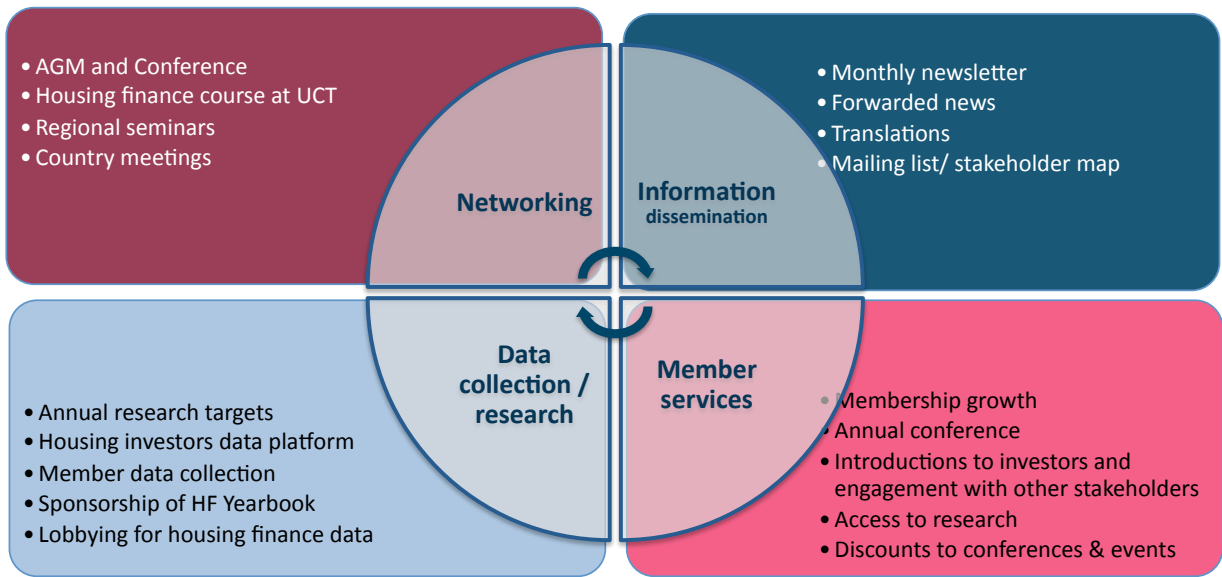 • AGM and Conference
• Housing finance course at UCT
• Regional seminars
• Country meetings
Networking
• Monthly newsletter
• Forwarded news
• Translations
• Mailing list/ stakeholder map
Information
dissemination
Data
collection /
research
• Annual research targets
• Housing investors data platform
• Member data collection
• Sponsorship of HF Yearbook
• Lobbying for housing finance data
Member
services
• Membership growth
• Annual conference
• Introductions to investors and
engagement with other stakeholders
• Access to research
• Discounts to conferences & events